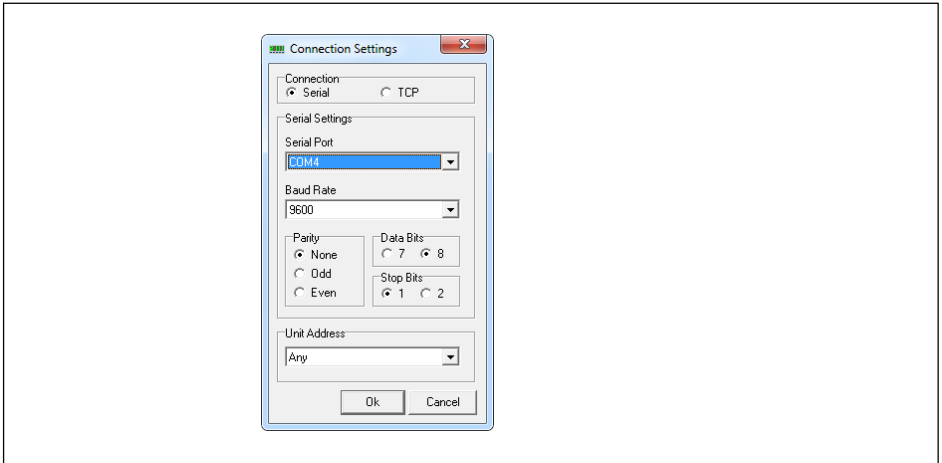 Connection Settings
Connection
Serial TCP
Serial Settings
Serial Port
COM4
Baud Rate
9600
Parity Data Bits
None 7 8
Odd Stop Bits
Even 1 2
Unit Address
Any
Ok Cancel